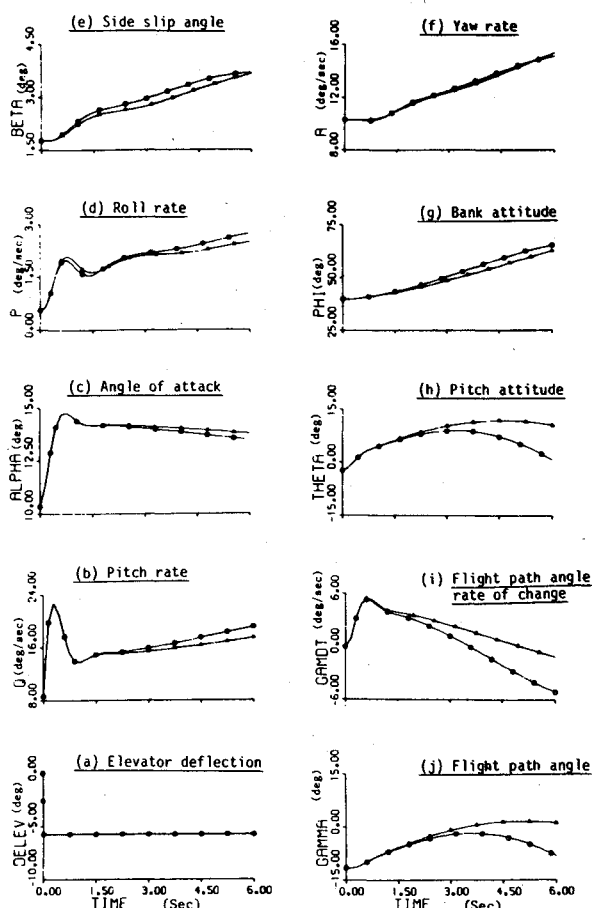 (e) Side slip angle
4.50
3.00
1.50
BETA (deg)
(f) Yaw rate
16.00
12.00
8.00
R (deg/sec)
(d) Roll rate
3.00
1.50
0.00
P (deg/sec)
(g) Bank attitude
75.00
50.00
25.00
PHI (deg)
(c) Angle of attack
15.00
12.50
10.00
ALPHA (deg)
(h) Pitch attitude
15.00
0.00
-15.00
THETA (deg)
(b) Pitch rate
24.00
16.00
8.00
Q (deg/sec)
(i) Flight path angle
rate of change
6.00
0.00
-6.00
GAMDT (deg/sec)
(a) Elevator deflection
0.00
-5.00
-10.00
DELEV (deg)
0.00 1.50 3.00 4.50 6.00
TIME (Sec)
(j) Flight path angle
15.00
0.00
-15.00
GAMMA (deg)
0.00 1.50 3.00 4.50 6.00
TIME (Sec)